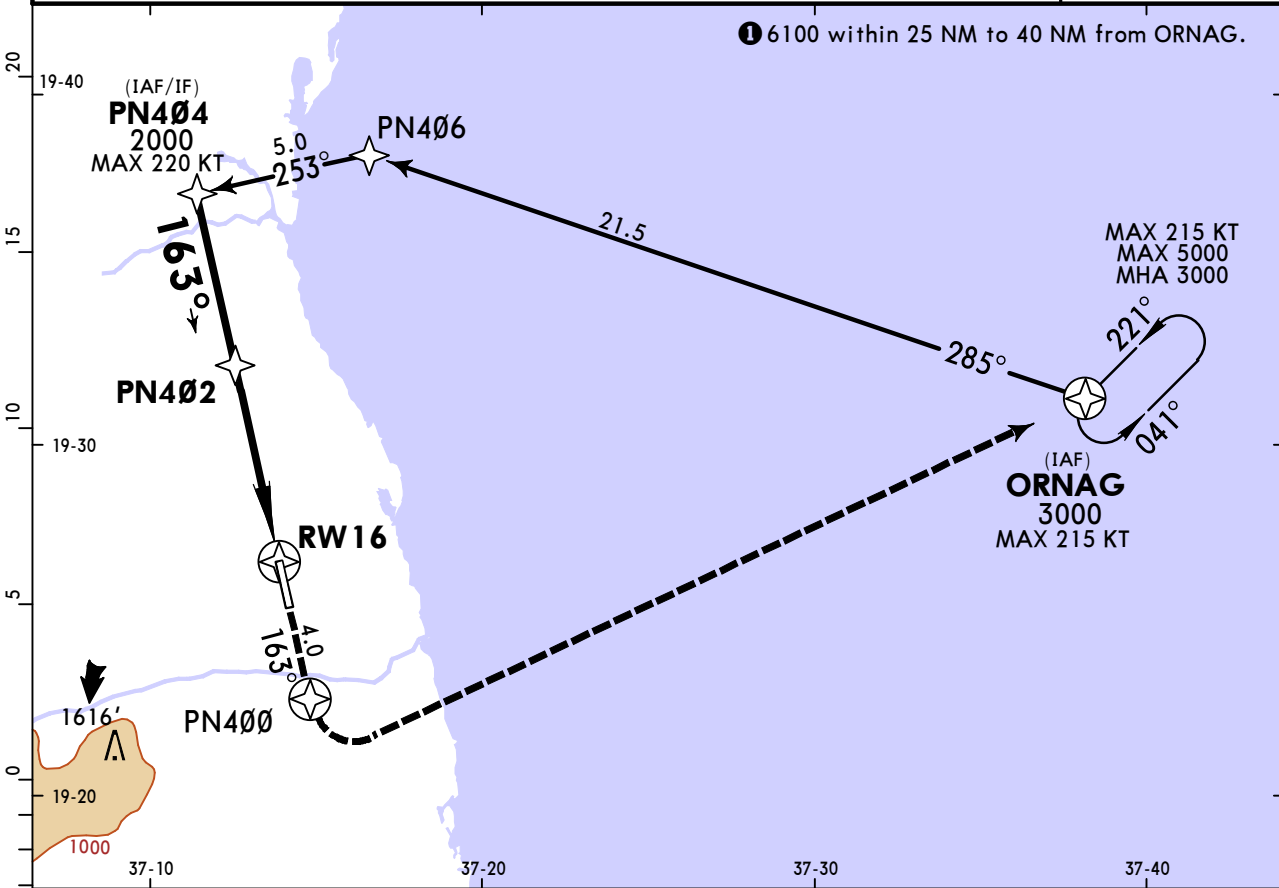 ❶ 6100 within 25 NM to 40 NM from ORNAG.
20
19-40
(IAF/IF)
PN4Ø4
2000
MAX 220 KT
5.0
253°
PN4Ø6
21.5
285°
MAX 215 KT
MAX 5000
MHA 3000
221°
041°
15
163°
PN4Ø2
10
19-30
(IAF)
ORNAG
3000
MAX 215 KT
RW16
5
4.0
163°
PN4ØØ
1616'
0
19-20
1000
37-10
37-20
37-30
37-40